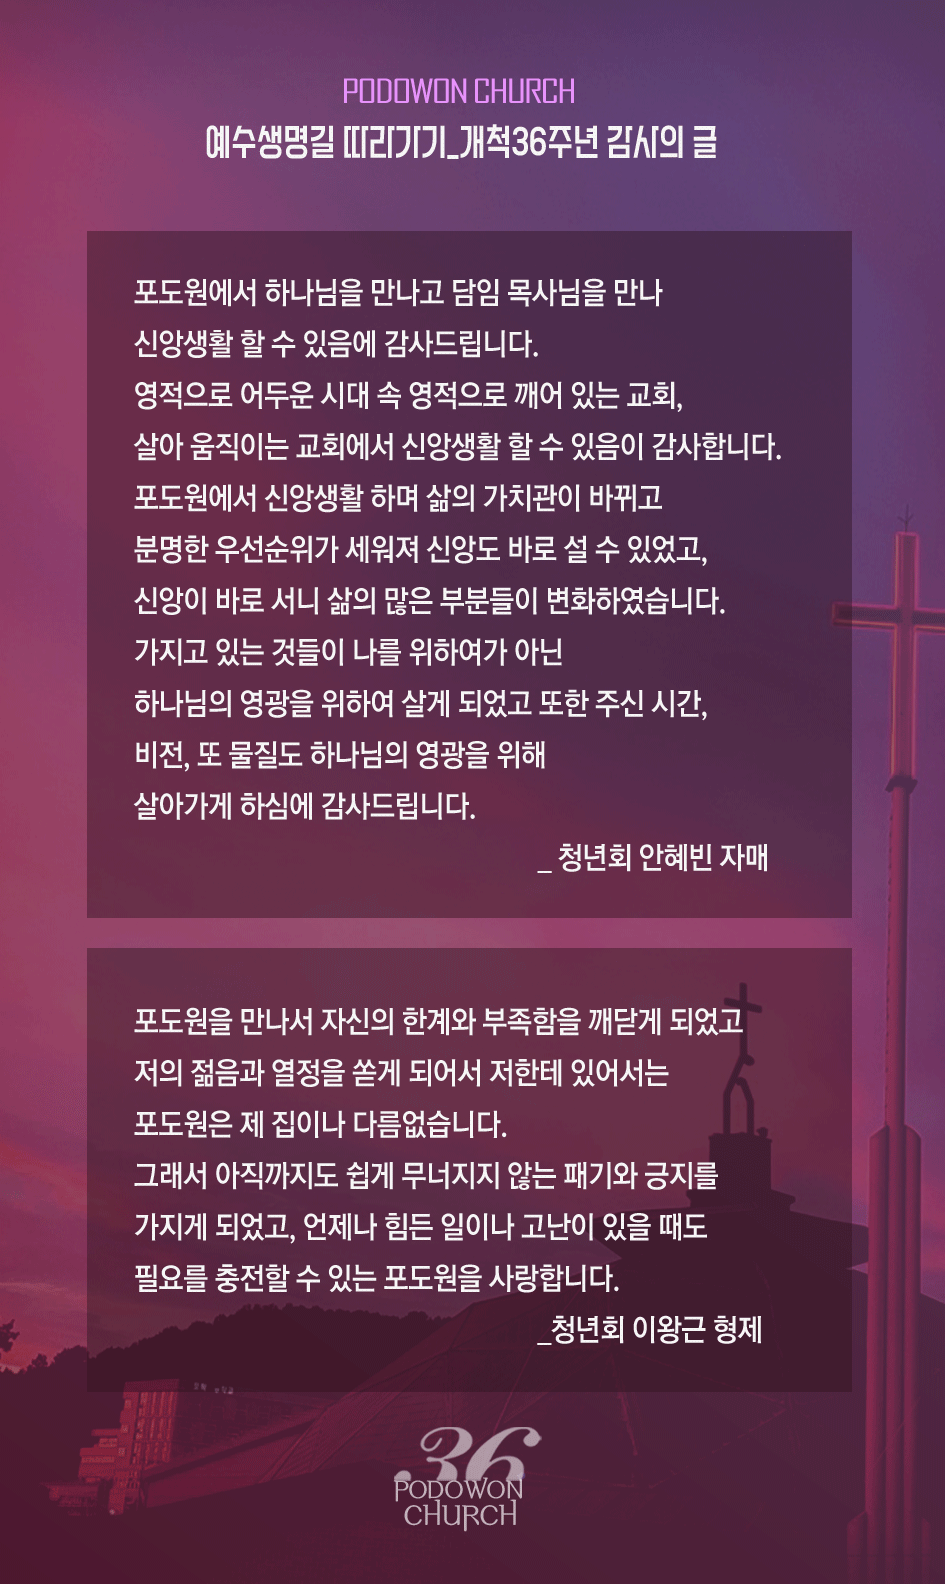 PODOWON CHURCH
예수생명길 따라가기_개척36주년 감사의 글
포도원에서 하나님을 만나고 담임 목사님을 만나
신앙생활 할 수 있음에 감사드립니다.
영적으로 어두운 시대 속 영적으로 깨어 있는 교회,
살아 움직이는 교회에서 신앙생활 할 수 있음이 감사합니다.
포도원에서 신앙생활 하며 삶의 가치관이 바뀌고
분명한 우선순위가 세워져 신앙도 바로 설 수 있었고,
신앙이 바로 서니 삶의 많은 부분들이 변화하였습니다.
가지고 있는 것들이 나를 위하여가 아닌
하나님의 영광을 위하여 살게 되었고 또한 주신 시간,
비전, 또 물질도 하나님의 영광을 위해
살아가게 하심에 감사드립니다.
_ 청년회 안혜빈 자매
포도원을 만나서 자신의 한계와 부족함을 깨닫게 되었고
저의 젊음과 열정을 쏟게 되어서 저한테 있어서는
포도원은 제 집이나 다름없습니다.
그래서 아직까지도 쉽게 무너지지 않는 패기와 긍지를
가지게 되었고, 언제나 힘든 일이나 고난이 있을 때도
필요를 충전할 수 있는 포도원을 사랑합니다.
_청년회 이왕근 형제
36
PODOWON
CHURCH